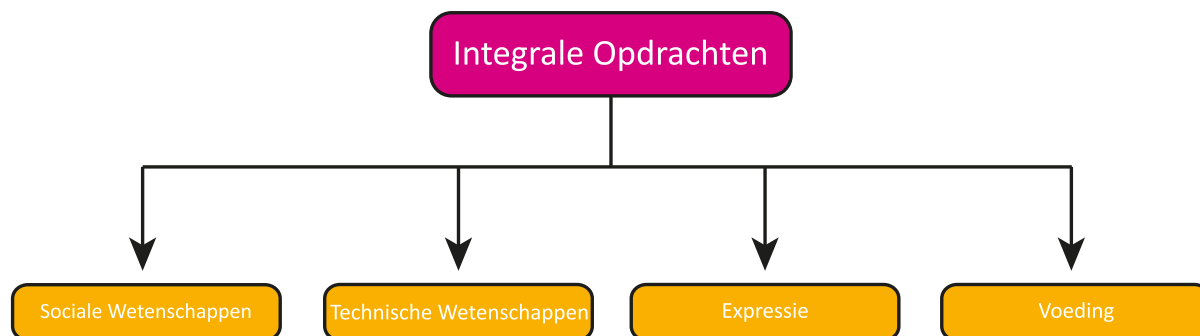 Integrale Opdrachten
Sociale Wetenschappen
Technische Wetenschappen
Expressie
Voeding